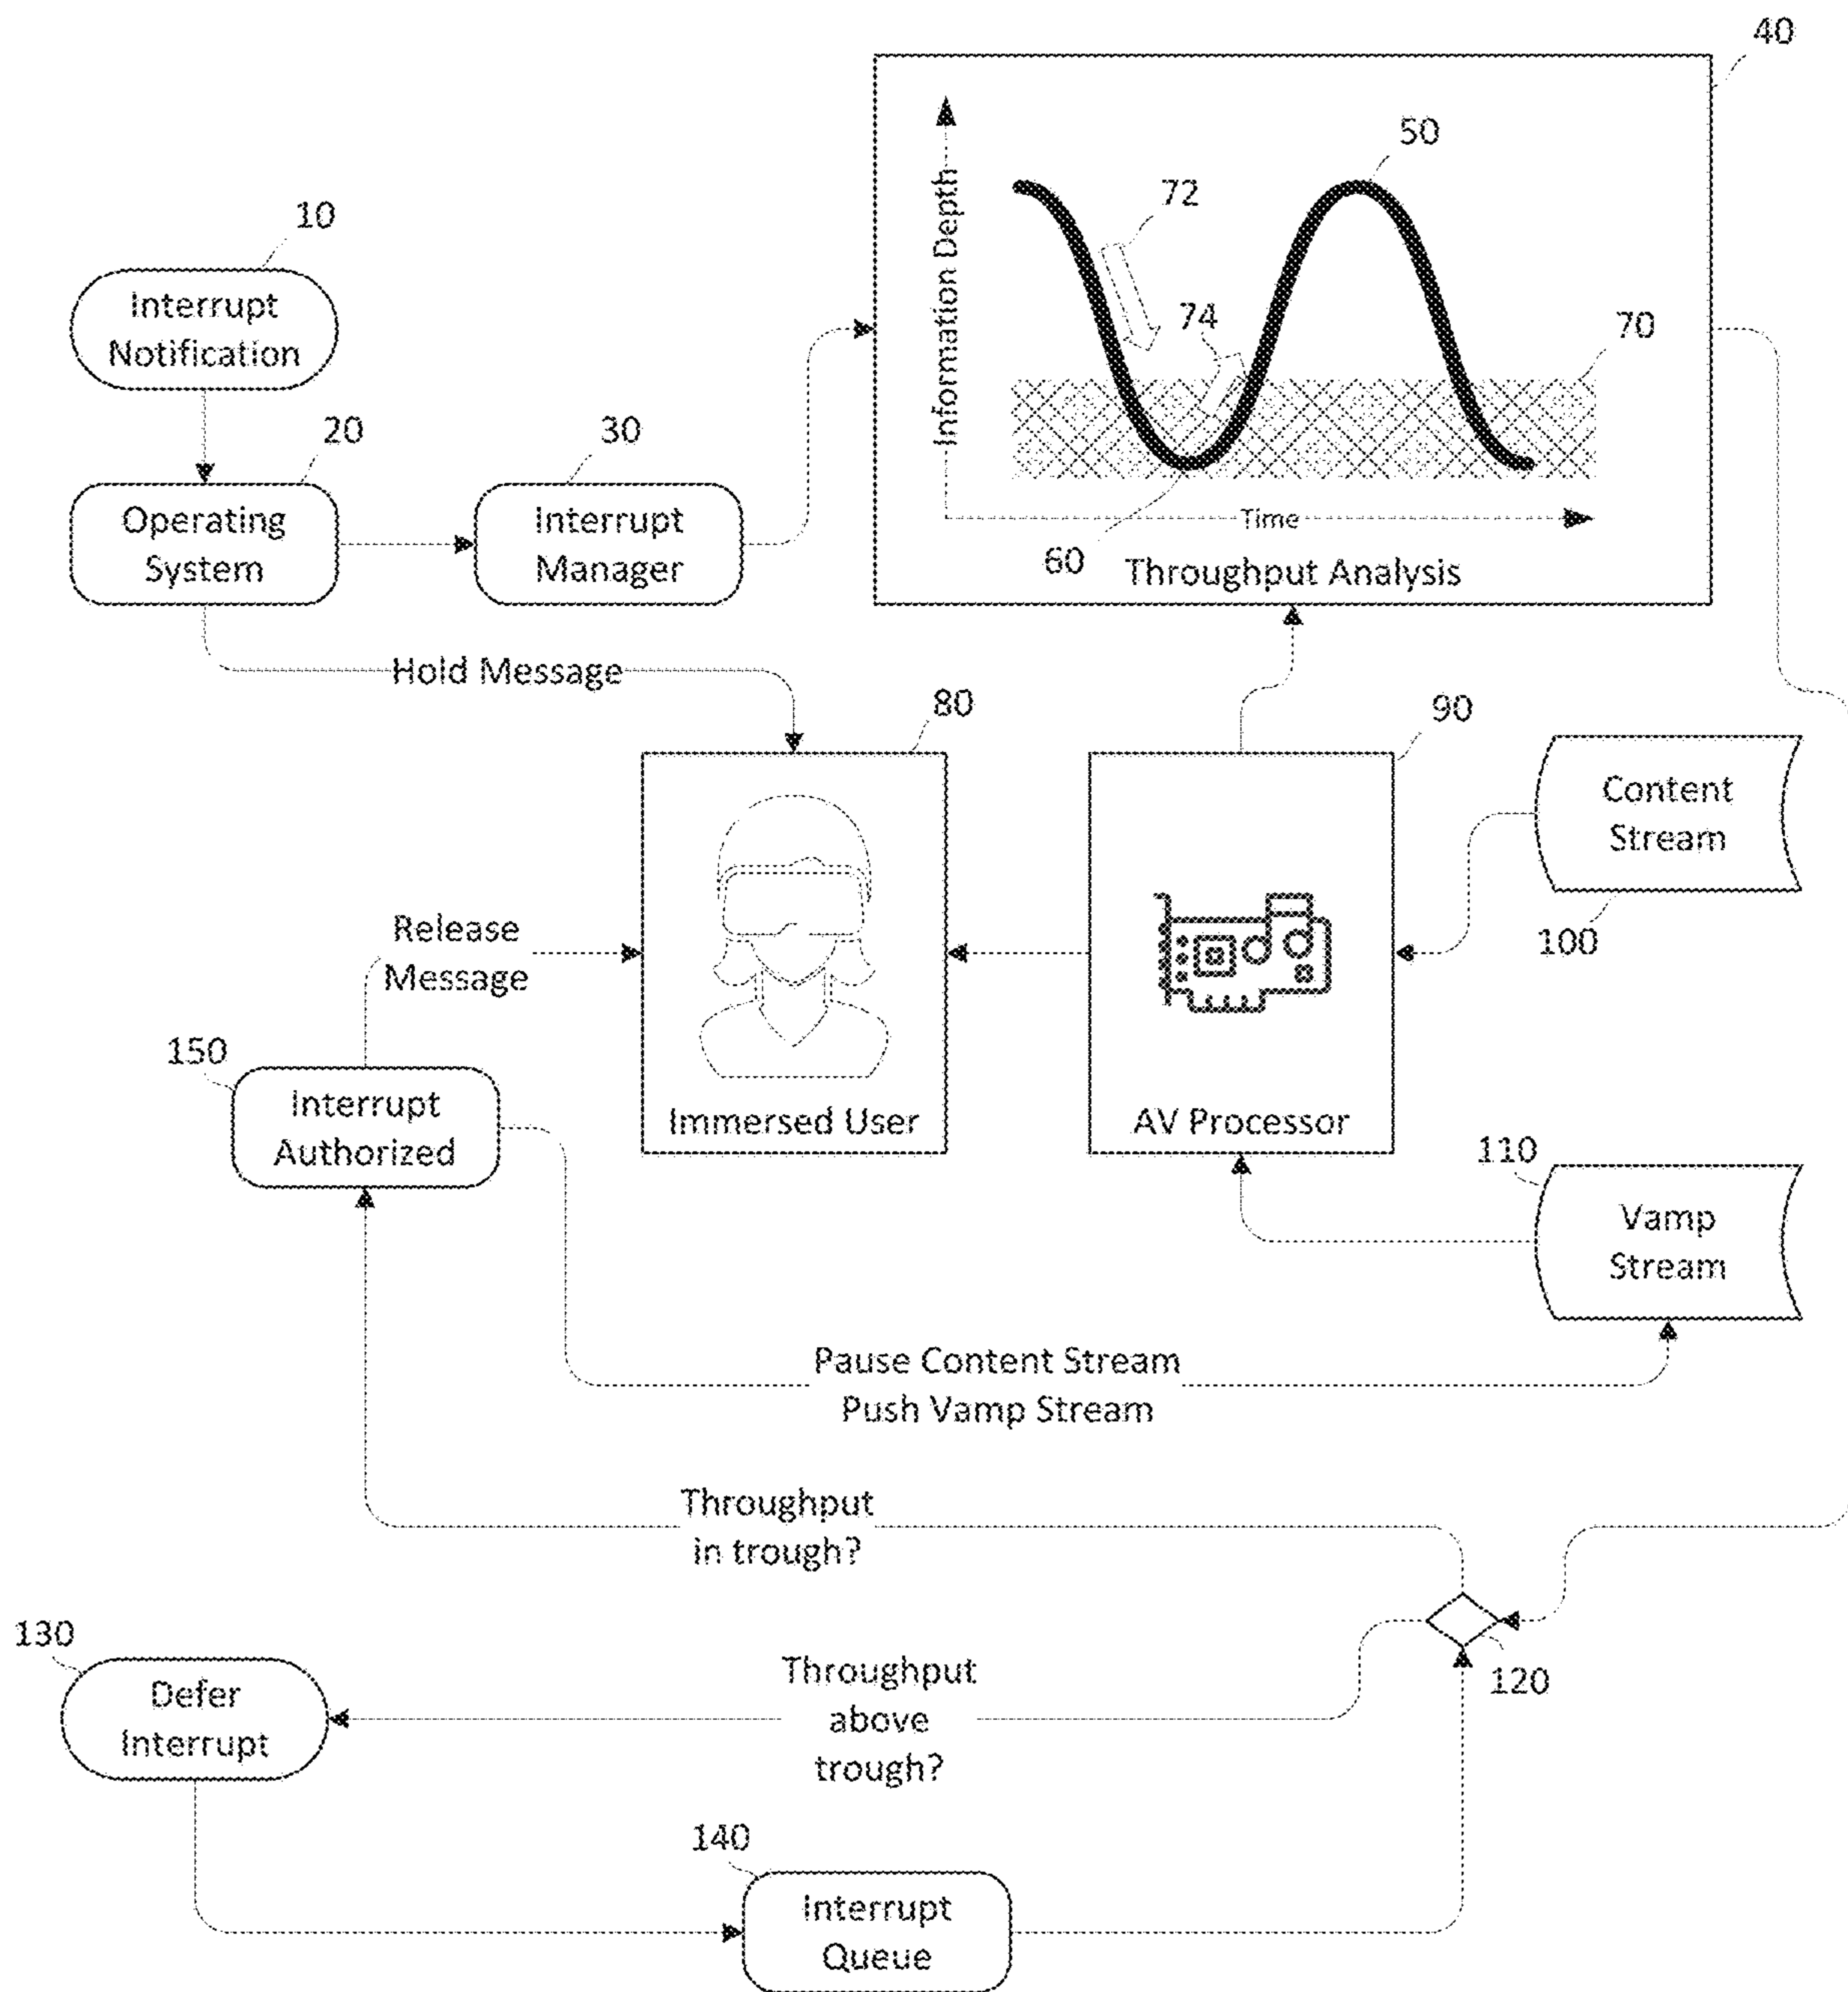 40
50
72
10
Information Depth
74
70
Interrupt
Notification
20
30
Operating
System
Interrupt
Manager
Time
60
Throughput Analysis
Hold Message
80
90
Content
Stream
100
Release
Message
150
Interrupt
Authorized
Immersed User
AV Processor
110
Vamp
Stream
Pause Content Stream
Push Vamp Stream
Throughput
in trough?
130
Defer
Interrupt
Throughput
above
trough?
120
140
Interrupt
Queue